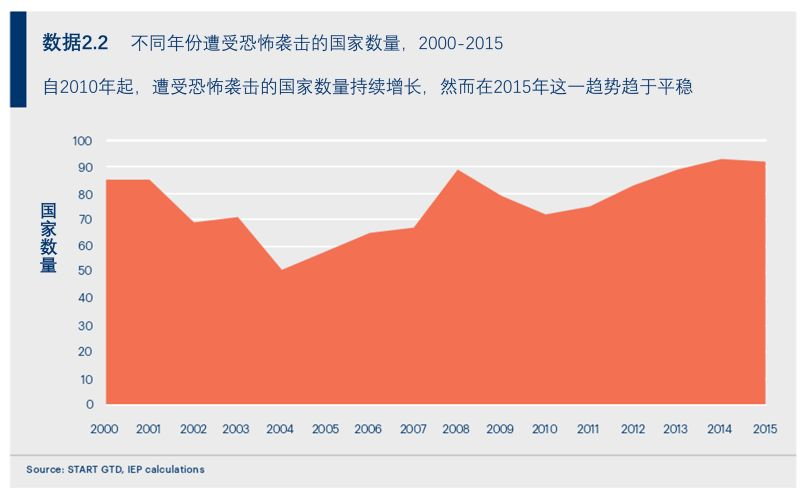 数据2.2 不同年份遭受恐怖袭击的国家数量，2000-2015
自2010年起，遭受恐怖袭击的国家数量持续增长，然而在2015年这一趋势趋于平稳
100
90
80
70
60
50
40
30
20
10
0
国家数量
2000 2001 2002 2003 2004 2005 2006 2007 2008 2009 2010 2011 2012 2013 2014 2015
Source: START GTD, IEP calculations